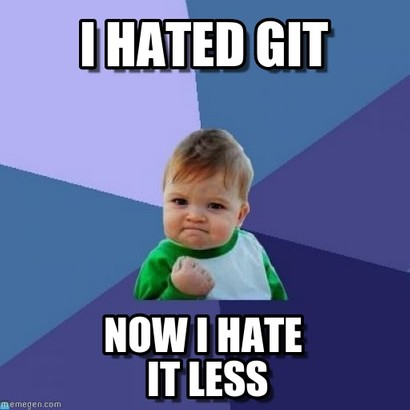 I HATED GIT
NOW I HATE
IT LESS
memegen.com